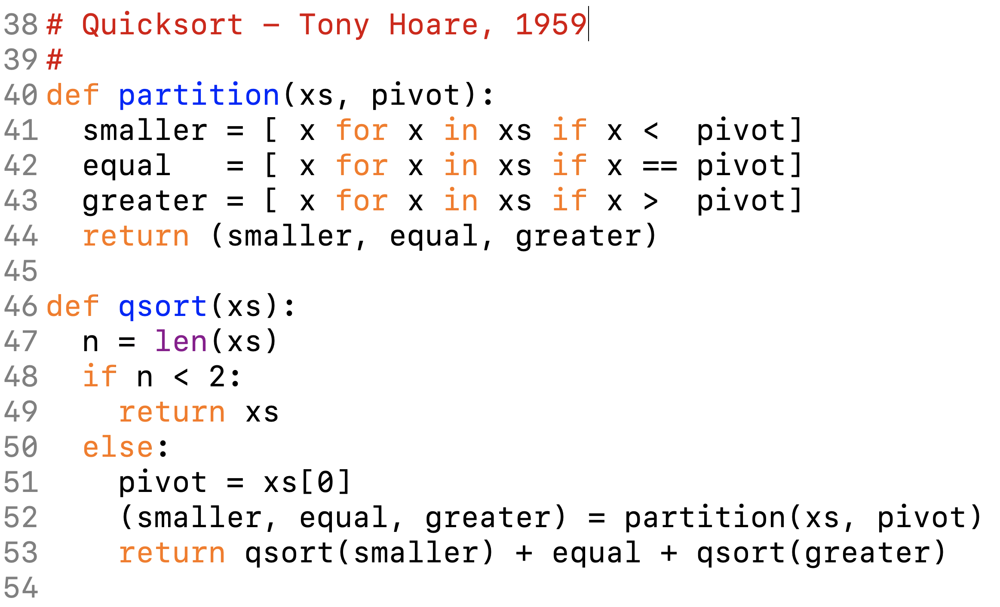 38 # Quicksort – Tony Hoare, 1959
39 #
40 def partition(xs, pivot):
41   smaller = [ x for x in xs if x <  pivot]
42   equal   = [ x for x in xs if x == pivot]
43   greater = [ x for x in xs if x >  pivot]
44   return (smaller, equal, greater)
45
46 def qsort(xs):
47   n = len(xs)
48   if n < 2:
49     return xs
50   else:
51     pivot = xs[0]
52     (smaller, equal, greater) = partition(xs, pivot)
53     return qsort(smaller) + equal + qsort(greater)
54